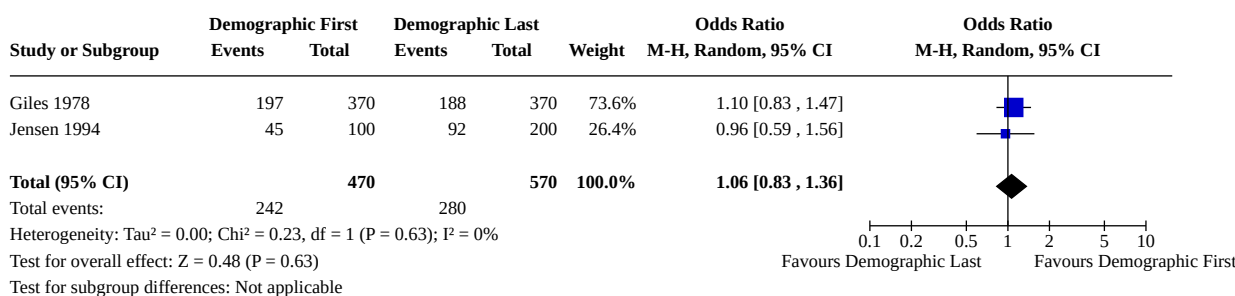 Demographic First Demographic Last Odds Ratio Odds Ratio
Study or Subgroup Events Total Events Total Weight M-H, Random, 95% CI M-H, Random, 95% CI
Giles 1978 197 370 188 370 73.6% 1.10 [0.83 , 1.47]
Jensen 1994 45 100 92 200 26.4% 0.96 [0.59 , 1.56]
Total (95% CI) 470 570 100.0% 1.06 [0.83 , 1.36]
Total events: 242 280
Heterogeneity: Tau² = 0.00; Chi² = 0.23, df = 1 (P = 0.63); I² = 0%
0.1 0.2 0.5 1 2 5 10
Test for overall effect: Z = 0.48 (P = 0.63) Favours Demographic Last Favours Demographic First
Test for subgroup differences: Not applicable